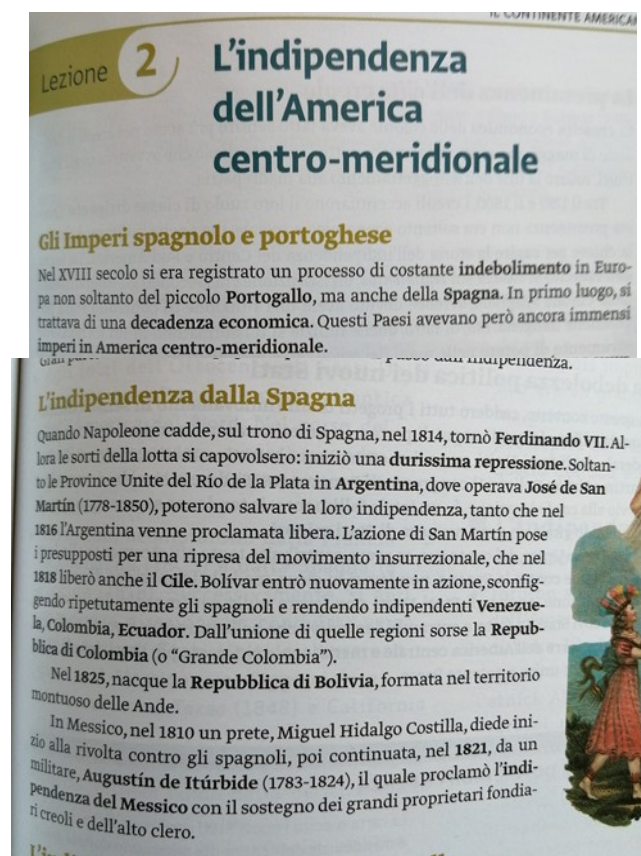 IL CONTINENTE AMERICAN
Lezione 2
L'indipendenza
dell'America
centro-meridionale
Gli Imperi spagnolo e portoghese
Nel XVIII secolo si era registrato un processo di costante indebolimento in Euro-
pa non soltanto del piccolo Portogallo, ma anche della Spagna. In primo luogo, si
trattava di una decadenza economica. Questi Paesi avevano però ancora immensi
imperi in America centro-meridionale.
dall'indipendenza.
L'indipendenza dalla Spagna
Quando Napoleone cadde, sul trono di Spagna, nel 1814, tornò Ferdinando VII. Al-
lora le sorti della lotta si capovolsero: iniziò una durissima repressione. Soltan-
to le Province Unite del Río de la Plata in Argentina, dove operava José de San
Martín (1778-1850), poterono salvare la loro indipendenza, tanto che nel
1816 l'Argentina venne proclamata libera. L'azione di San Martín pose
i presupposti per una ripresa del movimento insurrezionale, che nel
1818 liberò anche il Cile. Bolívar entrò nuovamente in azione, sconfig-
gendo ripetutamente gli spagnoli e rendendo indipendenti Venezue-
la, Colombia, Ecuador. Dall'unione di quelle regioni sorse la Repub-
blica di Colombia (o "Grande Colombia").
Nel 1825, nacque la Repubblica di Bolivia, formata nel territorio
montuoso delle Ande.
In Messico, nel 1810 un prete, Miguel Hidalgo Costilla, diede ini-
zio alla rivolta contro gli spagnoli, poi continuata, nel 1821, da un
militare, Augustín de Itúrbide (1783-1824), il quale proclamò l'indi-
pendenza del Messico con il sostegno dei grandi proprietari fondia-
ri creoli e dell'alto clero.